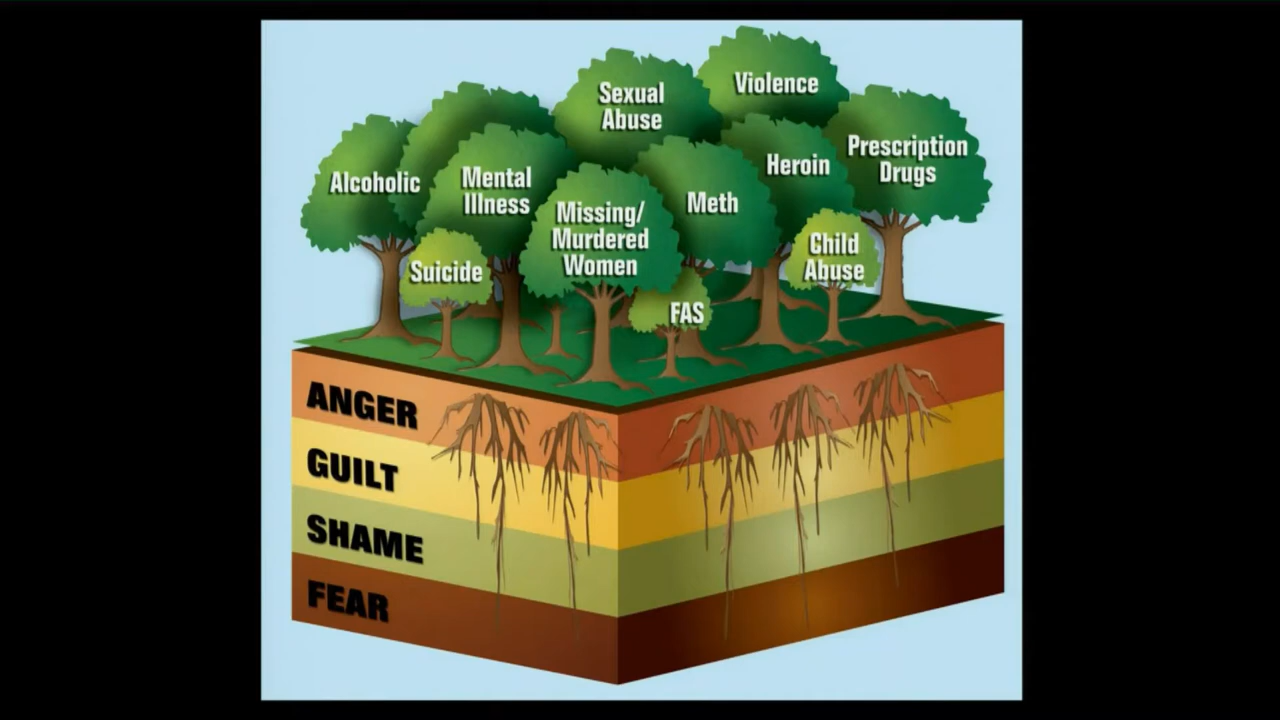 Violence
Sexual
Abuse
Prescription
Drugs
Heroin
Alcoholic
Mental
Illness
Meth
Missing/
Murdered
Women
Child
Abuse
Suicide
FAS
ANGER
GUILT
SHAME
FEAR